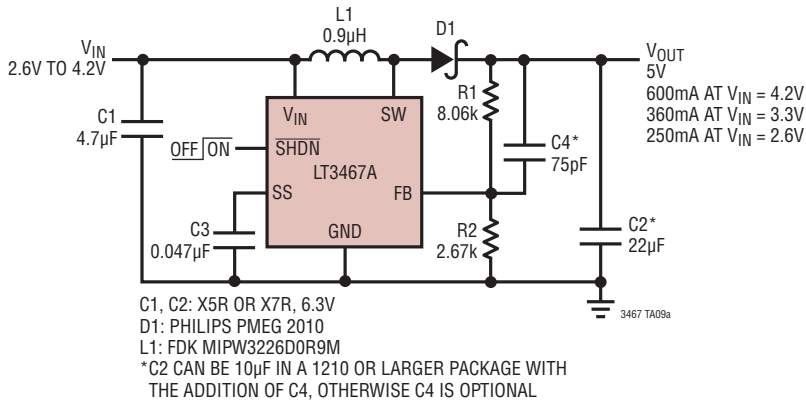 L1
0.9µH
D1
VIN
2.6V TO 4.2V
VOUT
5V
600mA AT VIN = 4.2V
360mA AT VIN = 3.3V
250mA AT VIN = 2.6V
R1
8.06k
C1
4.7µF
VIN
SW
C4*
75pF
OFF ON
SHDN
LT3467A
SS
FB
C3
0.047µF
GND
R2
2.67k
C2*
22µF
3467 TA09a
C1, C2: X5R OR X7R, 6.3V
D1: PHILIPS PMEG 2010
L1: FDK MIPW3226D0R9M
*C2 CAN BE 10µF IN A 1210 OR LARGER PACKAGE WITH
THE ADDITION OF C4, OTHERWISE C4 IS OPTIONAL